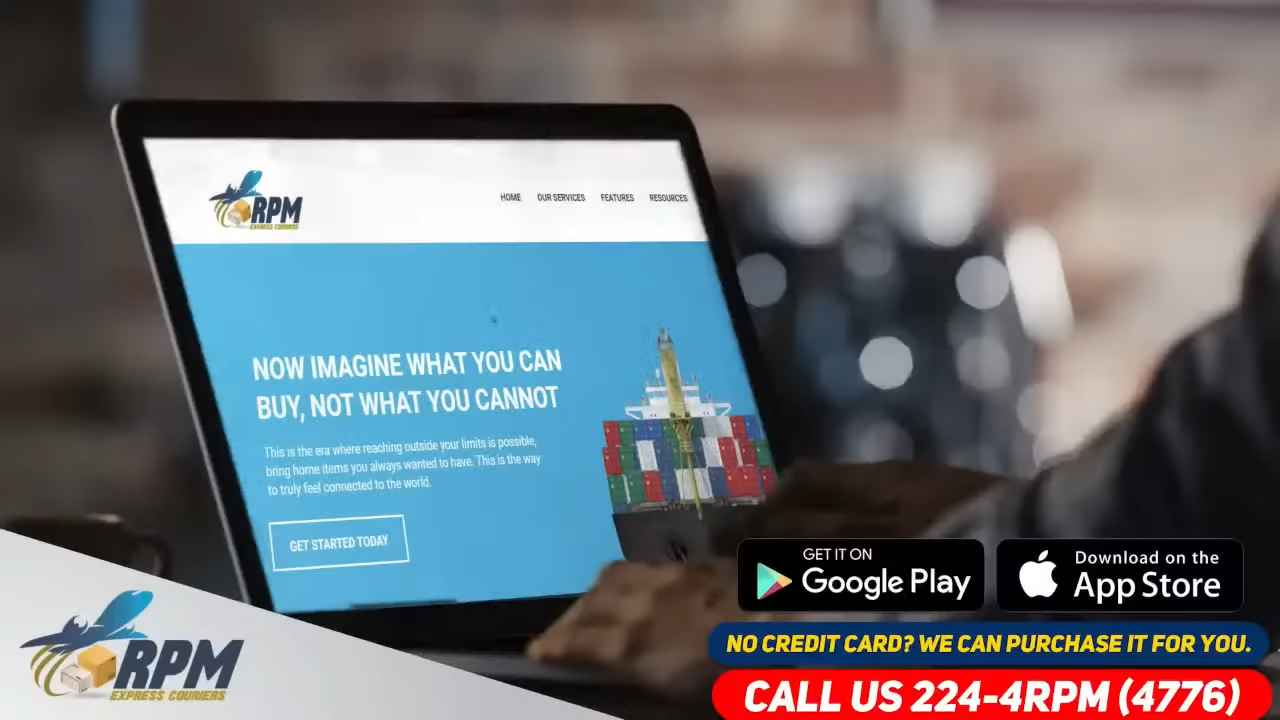 RPM
EXPRESS COURIERS
HOME
OUR SERVICES
FEATURES
RESOURCES
NOW IMAGINE WHAT YOU CAN
BUY, NOT WHAT YOU CANNOT
This is the era where reaching outside your limits is possible,
bring home items you always wanted to have. This is the way
to truly feel connected to the world.
GET STARTED TODAY
GET IT ON
Google Play
Download on the
App Store
NO CREDIT CARD? WE CAN PURCHASE IT FOR YOU.
CALL US 224-4RPM (4776)
RPM
EXPRESS COURIERS